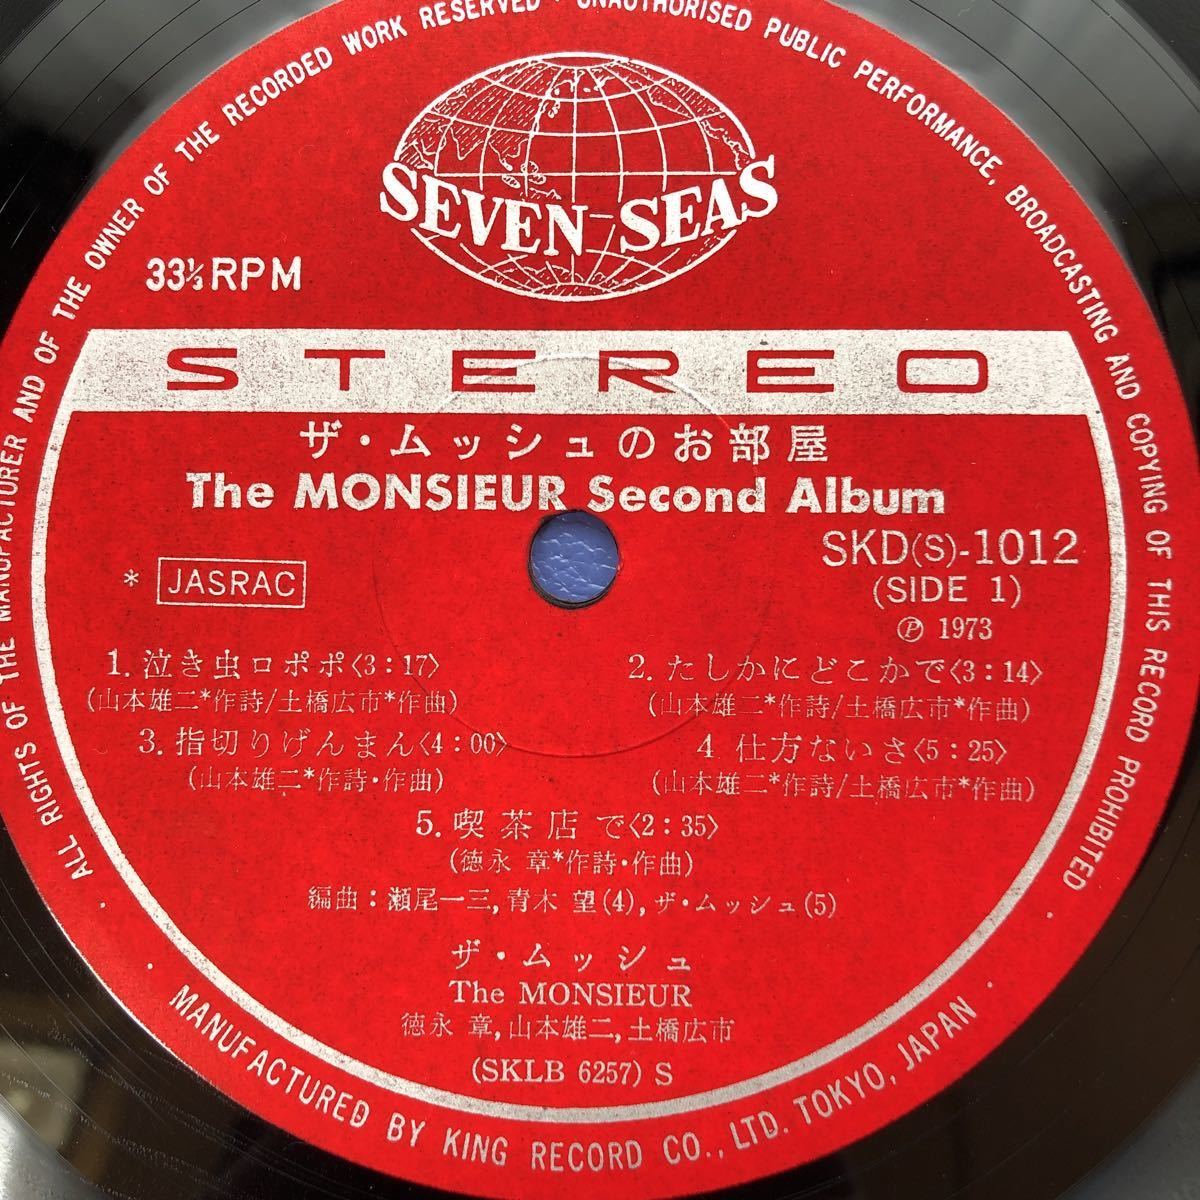 ALL RIGHTS OF THE MANUFACTURER AND OF THE OWNER OF THE RECORDED WORK RESERVED · UNAUTHORISED PUBLIC PERFORMANCE, BROADCASTING AND COPYING OF THIS RECORD PROHIBITED
SEVEN SEAS
33⅓RPM
STEREO
ザ・ムッシュのお部屋
The MONSIEUR Second Album
SKD(S)-1012
* JASRAC
(SIDE 1)
Ⓟ 1973
1. 泣き虫ロポポ〈3:17〉
(山本雄二*作詩/土橋広市*作曲)
2. たしかにどこかで〈3:14〉
(山本雄二*作詩/土橋広市*作曲)
3. 指切りげんまん〈4:00〉
(山本雄二*作詩・作曲)
4. 仕方ないさ〈5:25〉
(山本雄二*作詩/土橋広市*作曲)
5. 喫茶店で〈2:35〉
(徳永 章*作詩・作曲)
編曲:瀬尾一三,青木 望(4),ザ・ムッシュ(5)
ザ・ムッシュ
The MONSIEUR
徳永 章,山本雄二,土橋広市
(SKLB 6257) S
· MANUFACTURED BY KING RECORD CO., LTD. TOKYO, JAPAN ·